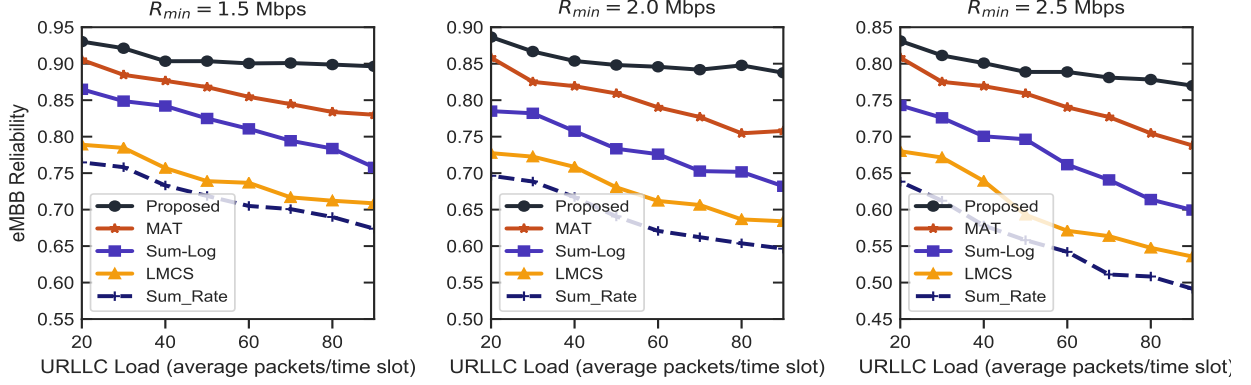 R_min = 1.5 Mbps
0.95
0.90
0.85
0.80
0.75
0.70
0.65
0.60
0.55
eMBB Reliability
Proposed
MAT
Sum-Log
LMCS
Sum_Rate
20 40 60 80
URLLC Load (average packets/time slot)
R_min = 2.0 Mbps
0.90
0.85
0.80
0.75
0.70
0.65
0.60
0.55
0.50
Proposed
MAT
Sum-Log
LMCS
Sum_Rate
20 40 60 80
URLLC Load (average packets/time slot)
R_min = 2.5 Mbps
0.85
0.80
0.75
0.70
0.65
0.60
0.55
0.50
0.45
Proposed
MAT
Sum-Log
LMCS
Sum_Rate
20 40 60 80
URLLC Load (average packets/time slot)